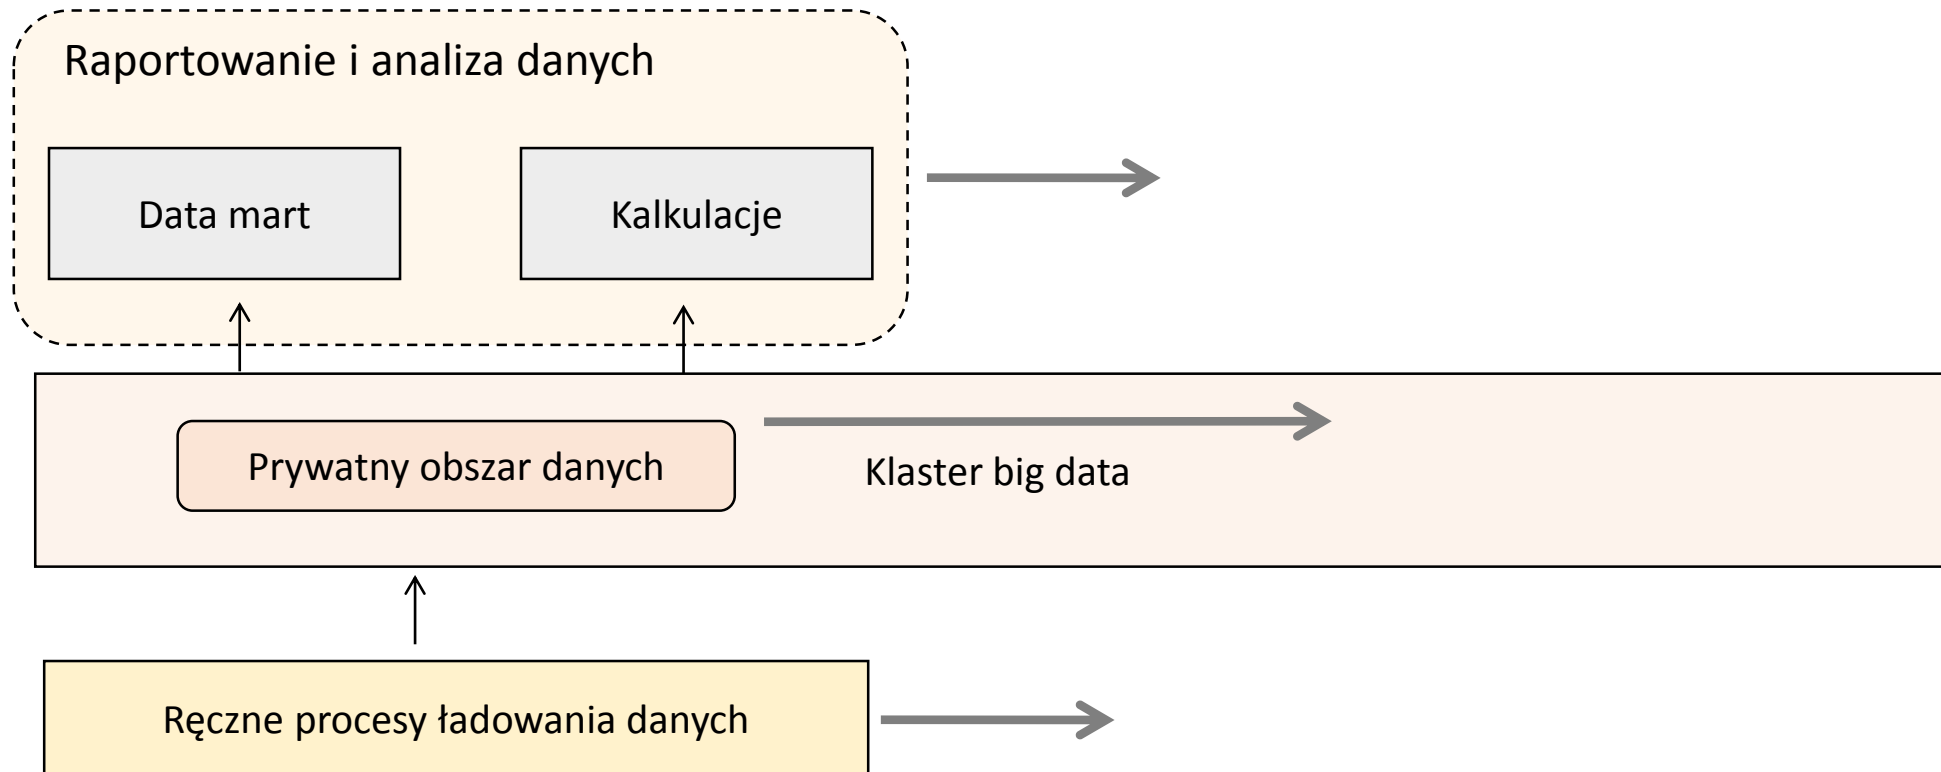 Raportowanie i analiza danych
Data mart
Kalkulacje
Prywatny obszar danych
Klaster big data
Ręczne procesy ładowania danych